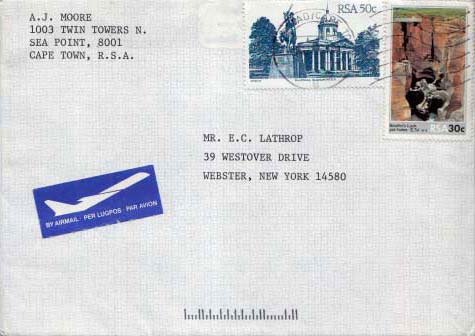 A.J. MOORE
1003 TWIN TOWERS N.
SEA POINT, 8001
CAPE TOWN, R.S.A.
RSA 50c
RSA 30c
MR. E.C. LATHROP
39 WESTOVER DRIVE
WEBSTER, NEW YORK 14580
BY AIRMAIL · PER LUGPOS · PAR AVION